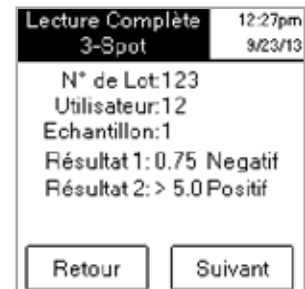 Lecture Complète 12:27pm
3-Spot 9/23/13
N° de Lot:123
Utilisateur:12
Echantillon:1
Résultat 1: 0.75 Negatif
Résultat 2: > 5.0 Positif
Retour Suivant